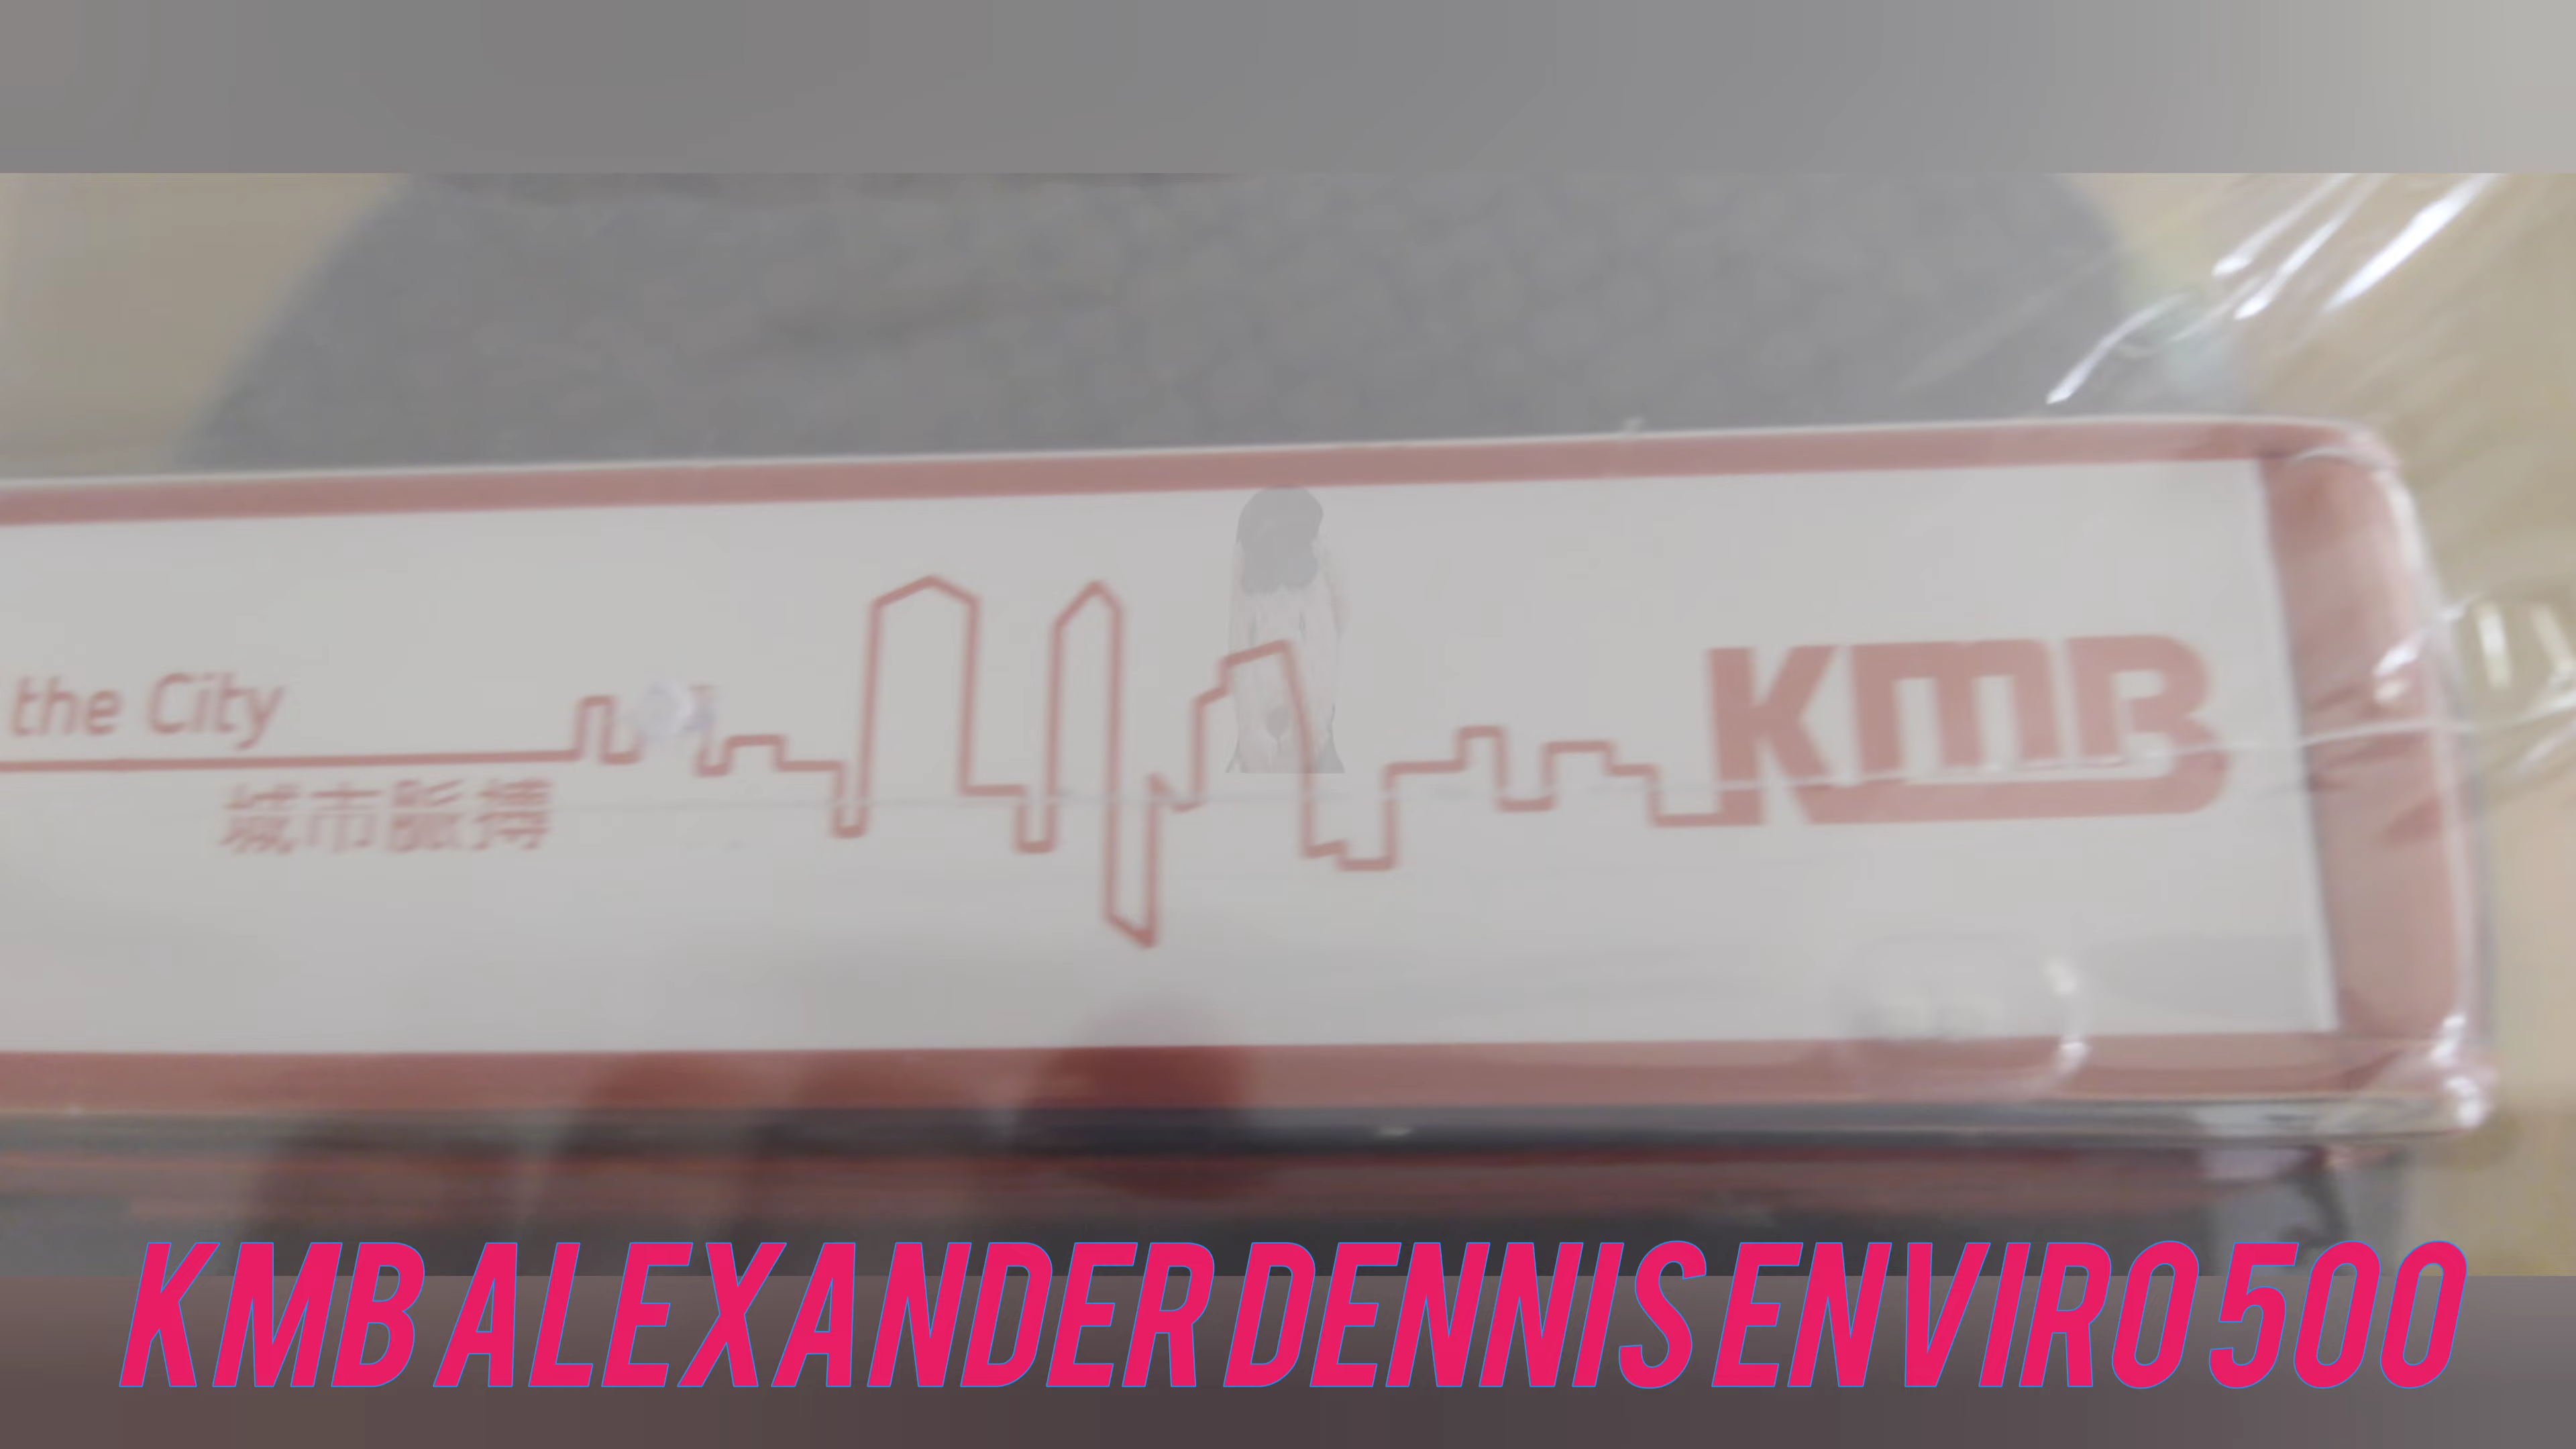 the City
城市脈搏
KMB
KMB ALEXANDER DENNIS ENVIRO 500